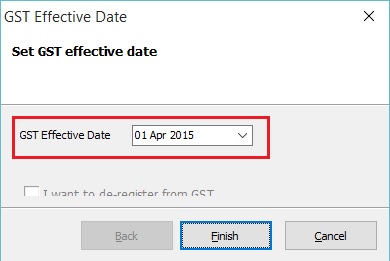 GST Effective Date
Set GST effective date
GST Effective Date 01 Apr 2015
I want to de-register from GST
Back Finish Cancel